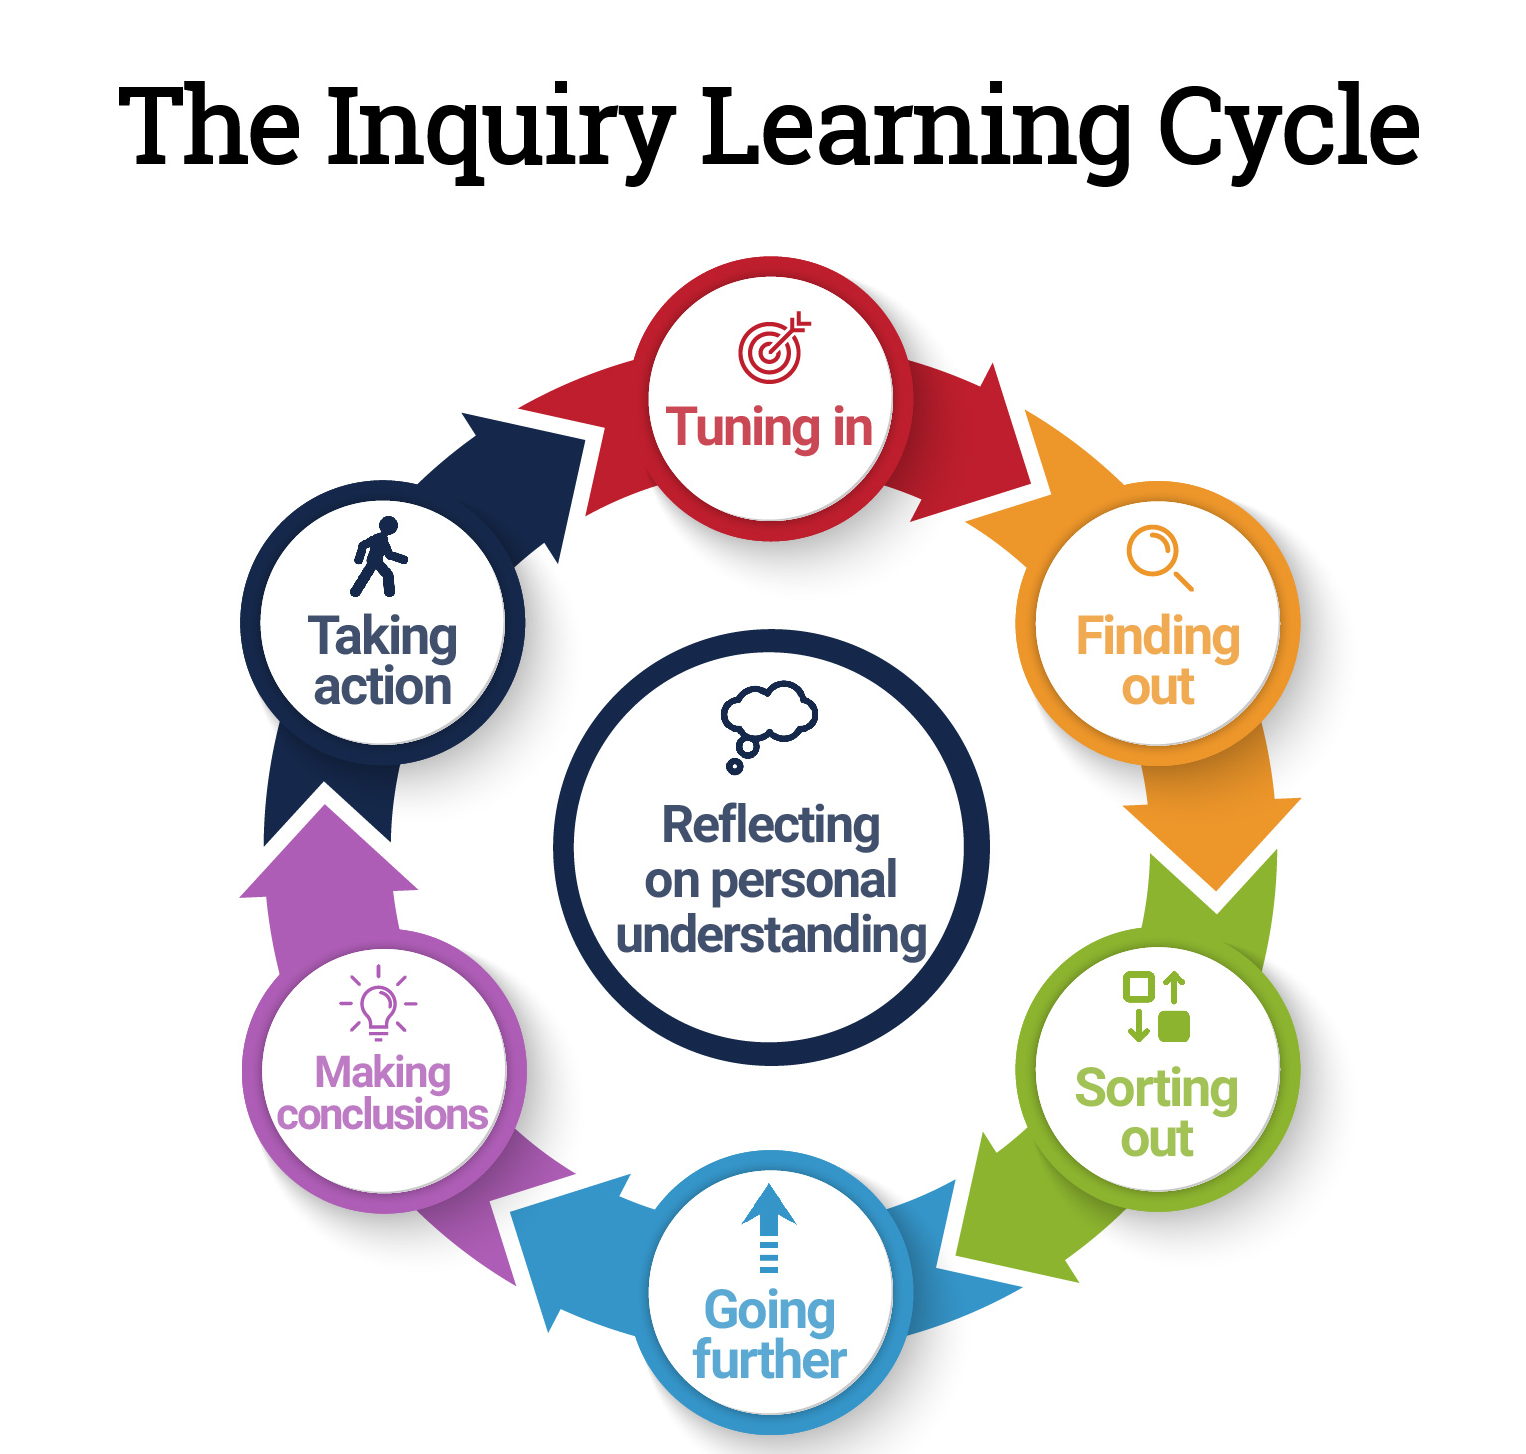 The Inquiry Learning Cycle
Tuning in
Finding
out
Sorting
out
Going
further
Making
conclusions
Taking
action
Reflecting
on personal
understanding